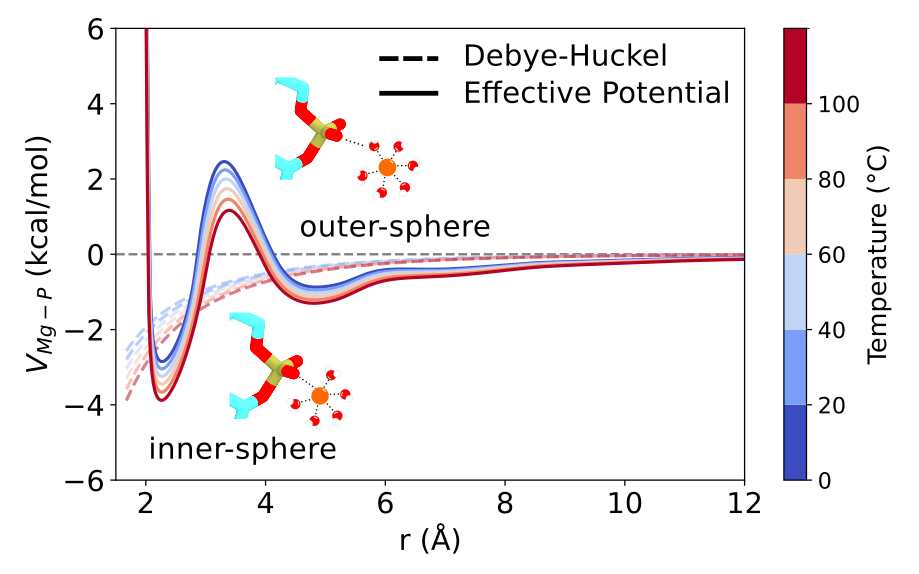 Debye-Huckel
Effective Potential
outer-sphere
inner-sphere
V_{Mg-P} (kcal/mol)
6
4
2
0
−2
−4
−6
2
4
6
8
10
12
r (Å)
100
80
60
40
20
0
Temperature (°C)